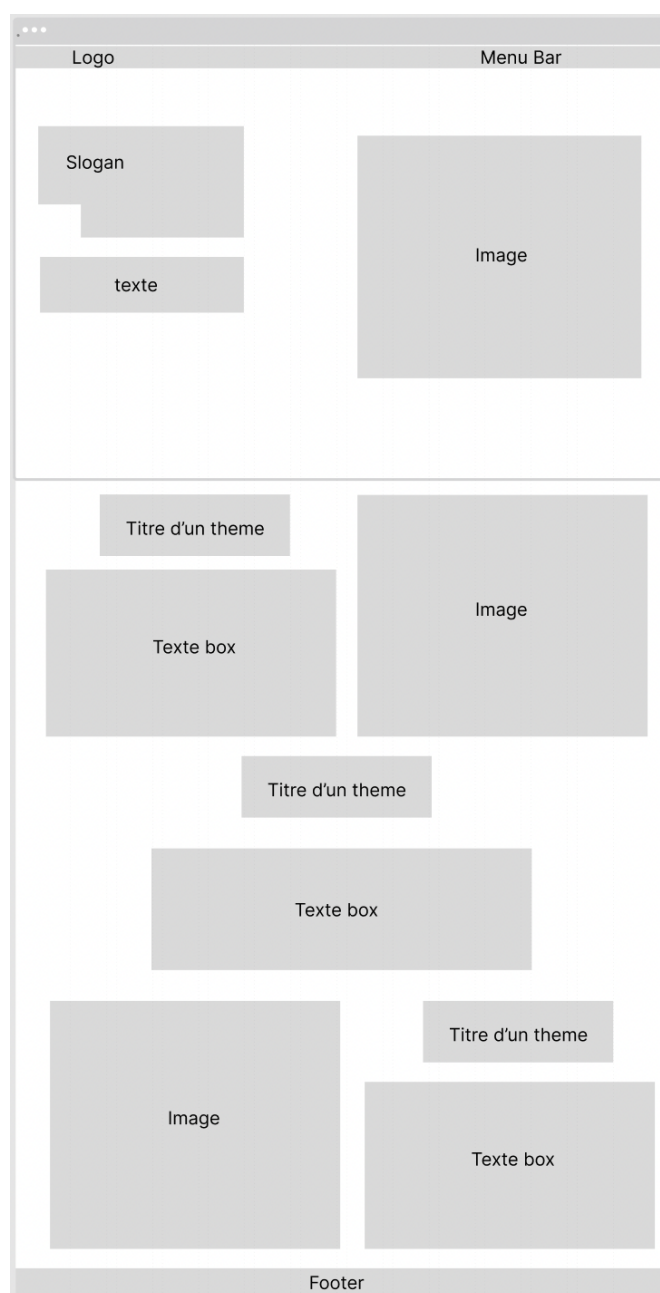 Logo
Menu Bar
Slogan
Image
texte
Titre d’un theme
Image
Texte box
Titre d’un theme
Texte box
Titre d’un theme
Image
Texte box
Footer